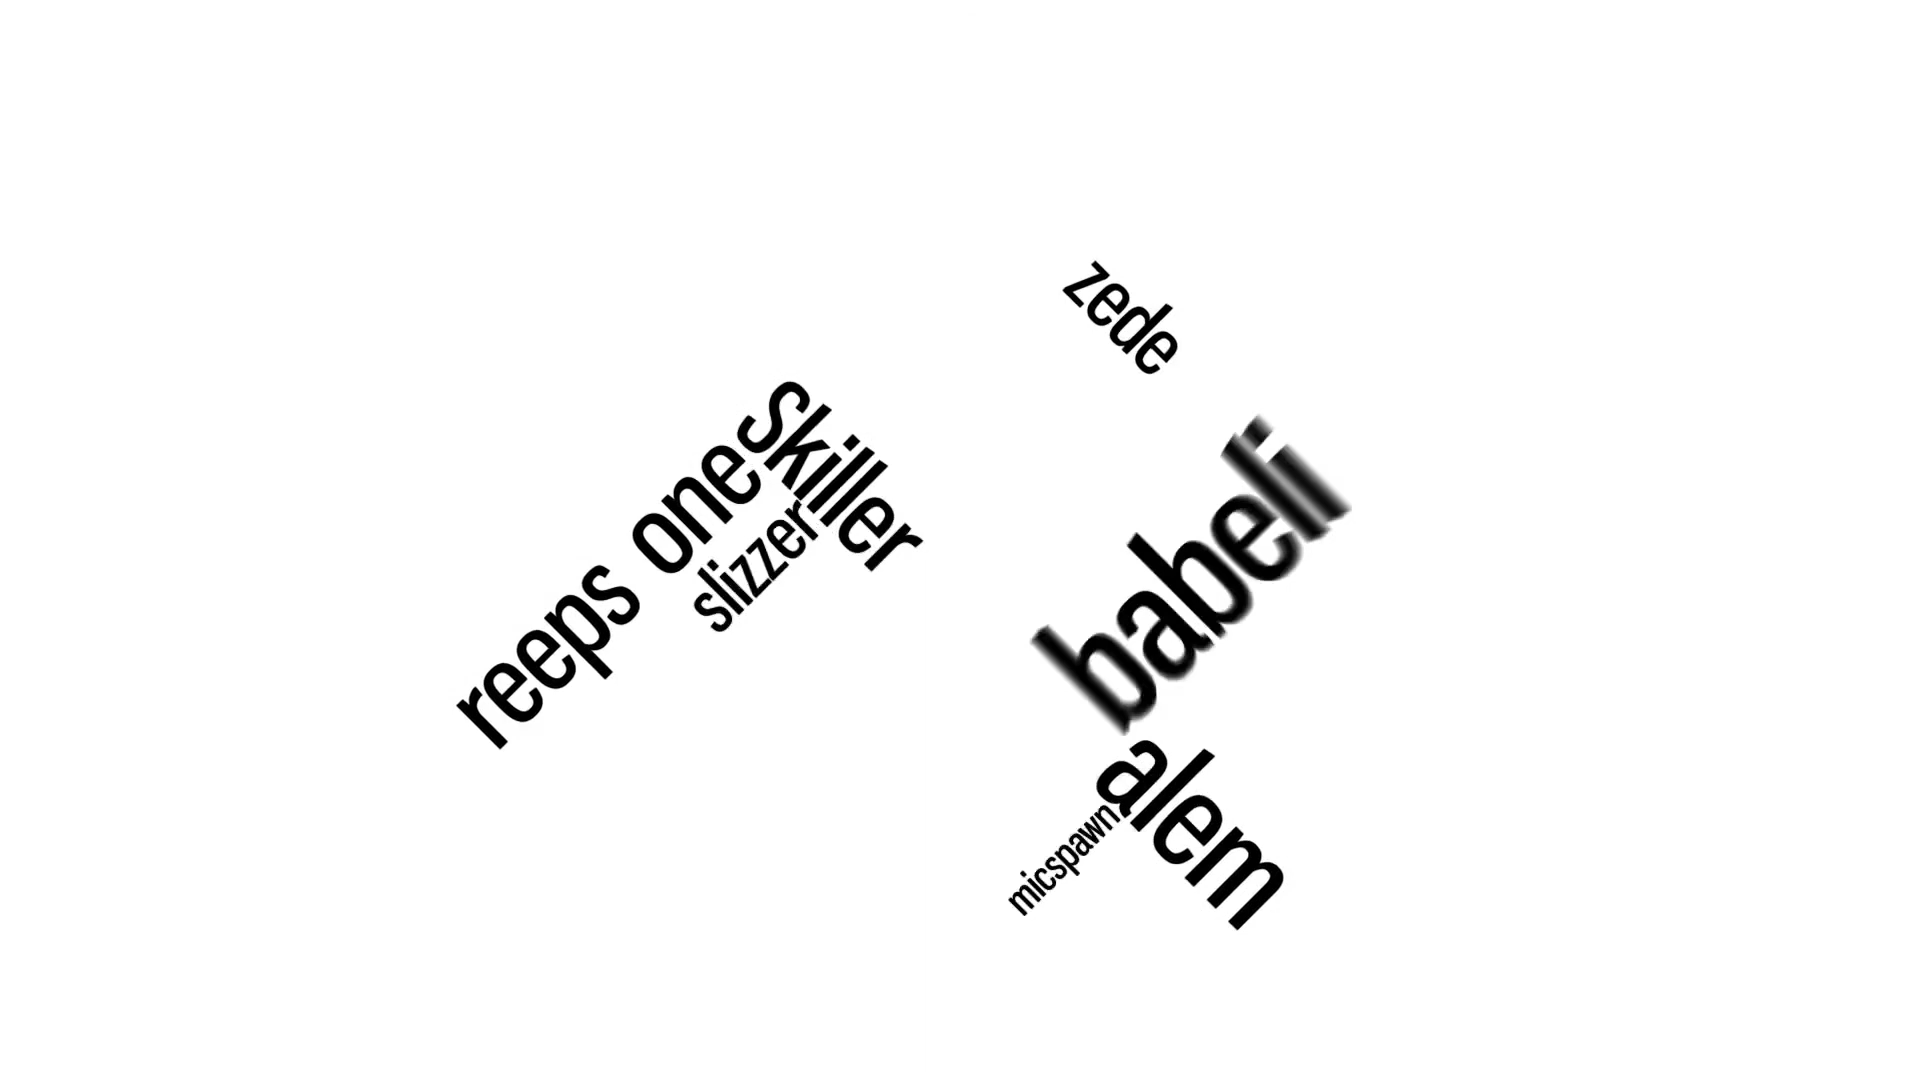 zede
skiller
reeps one
slizzer
babeli
alem
micspawn